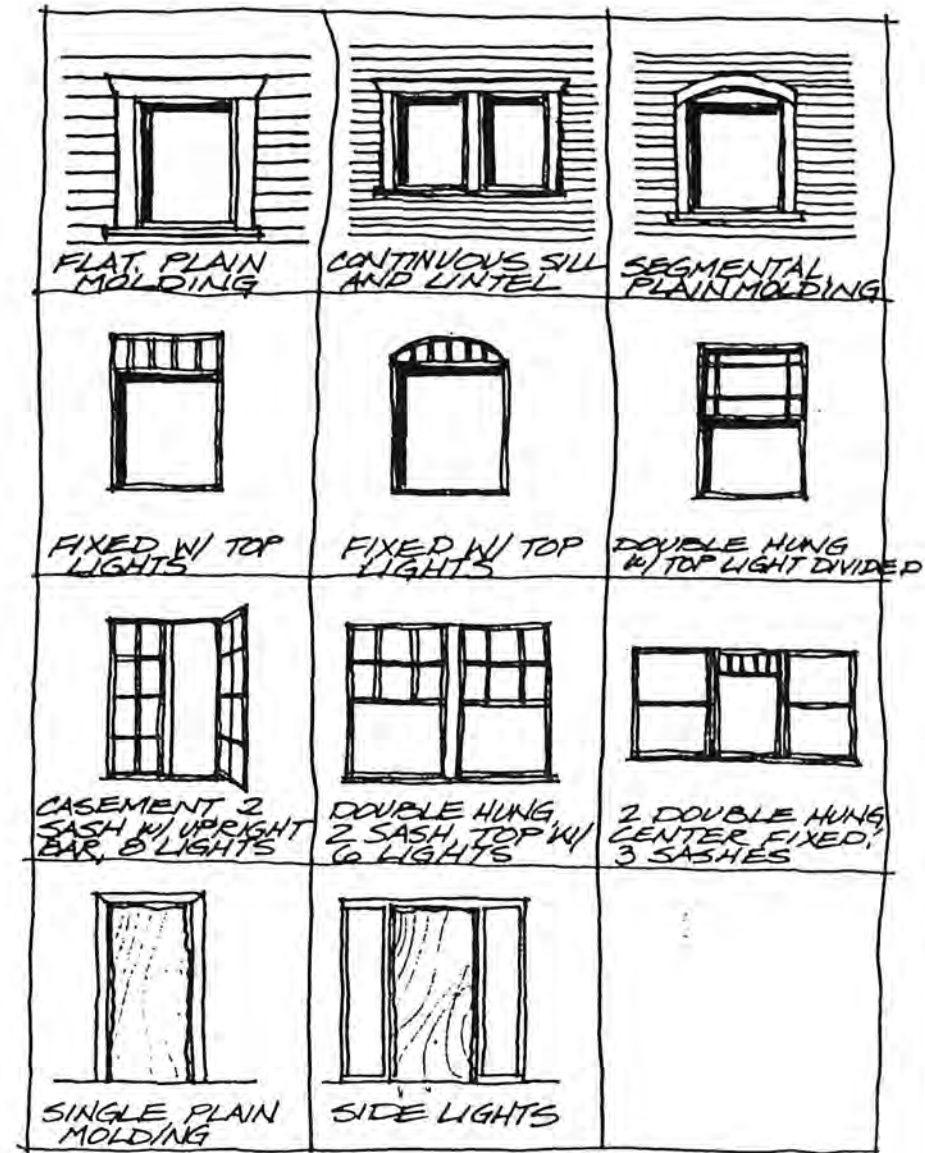 FLAT, PLAIN
MOLDING
CONTINUOUS SILL
AND LINTEL
SEGMENTAL,
PLAIN MOLDING
FIXED W/ TOP
LIGHTS
FIXED W/ TOP
LIGHTS
DOUBLE HUNG
W/ TOP LIGHT DIVIDED
CASEMENT 2
SASH W/ UPRIGHT
BAR, 8 LIGHTS
DOUBLE HUNG,
2 SASH, TOP W/
6 LIGHTS
2 DOUBLE HUNG,
CENTER FIXED,
3 SASHES
SINGLE PLAIN
MOLDING
SIDE LIGHTS